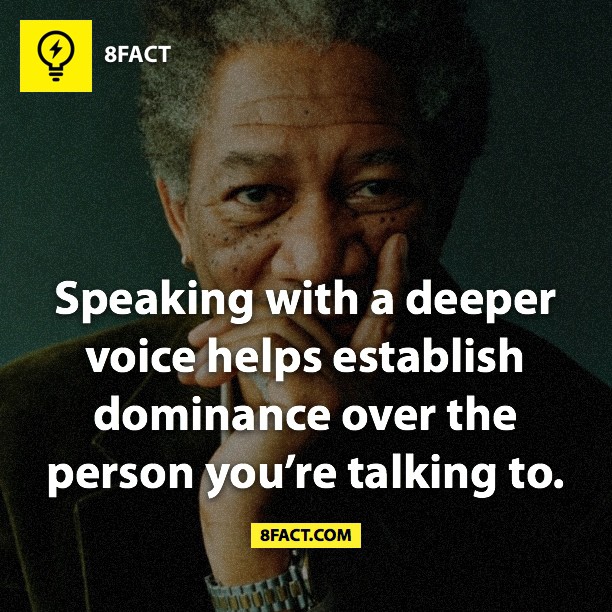 8FACT
Speaking with a deeper
voice helps establish
dominance over the
person you’re talking to.
8FACT.COM